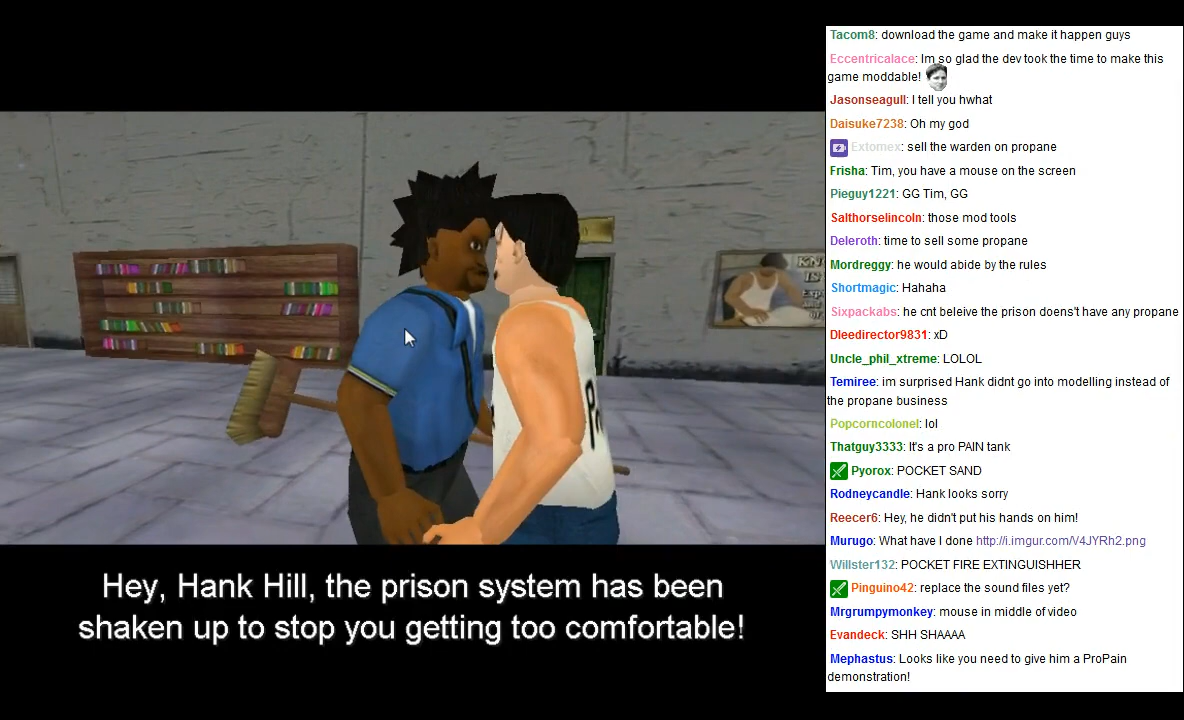 Tacom8: download the game and make it happen guys
Eccentricalace: Im so glad the dev took the time to make this
game moddable!
Jasonseagull: I tell you hwhat
Daisuke7238: Oh my god
Extomex: sell the warden on propane
Frisha: Tim, you have a mouse on the screen
Pieguy1221: GG Tim, GG
Salthorselincoln: those mod tools
Deleroth: time to sell some propane
Mordreggy: he would abide by the rules
Shortmagic: Hahaha
Sixpackabs: he cnt beleive the prison doens't have any propane
Dleedirector9831: xD
Uncle_phil_xtreme: LOLOL
Temiree: im surprised Hank didnt go into modelling instead of
the propane business
Popcorncolonel: lol
Thatguy3333: It's a pro PAIN tank
Pyorox: POCKET SAND
Rodneycandle: Hank looks sorry
Reecer6: Hey, he didn't put his hands on him!
Murugo: What have I done http://i.imgur.com/V4JYRh2.png
Willster132: POCKET FIRE EXTINGUISHHER
Pinguino42: replace the sound files yet?
Mrgrumpymonkey: mouse in middle of video
Evandeck: SHH SHAAAA
Mephastus: Looks like you need to give him a ProPain
demonstration!
Hey, Hank Hill, the prison system has been
shaken up to stop you getting too comfortable!